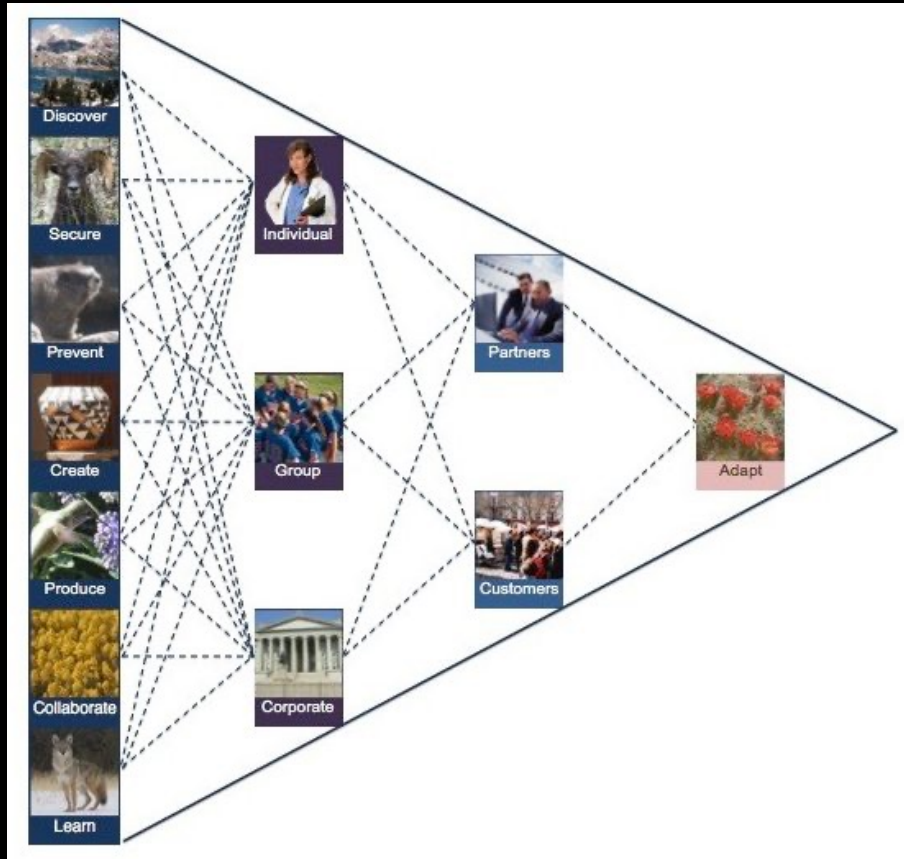 Discover
Secure
Prevent
Create
Produce
Collaborate
Learn
Individual
Group
Corporate
Partners
Customers
Adapt